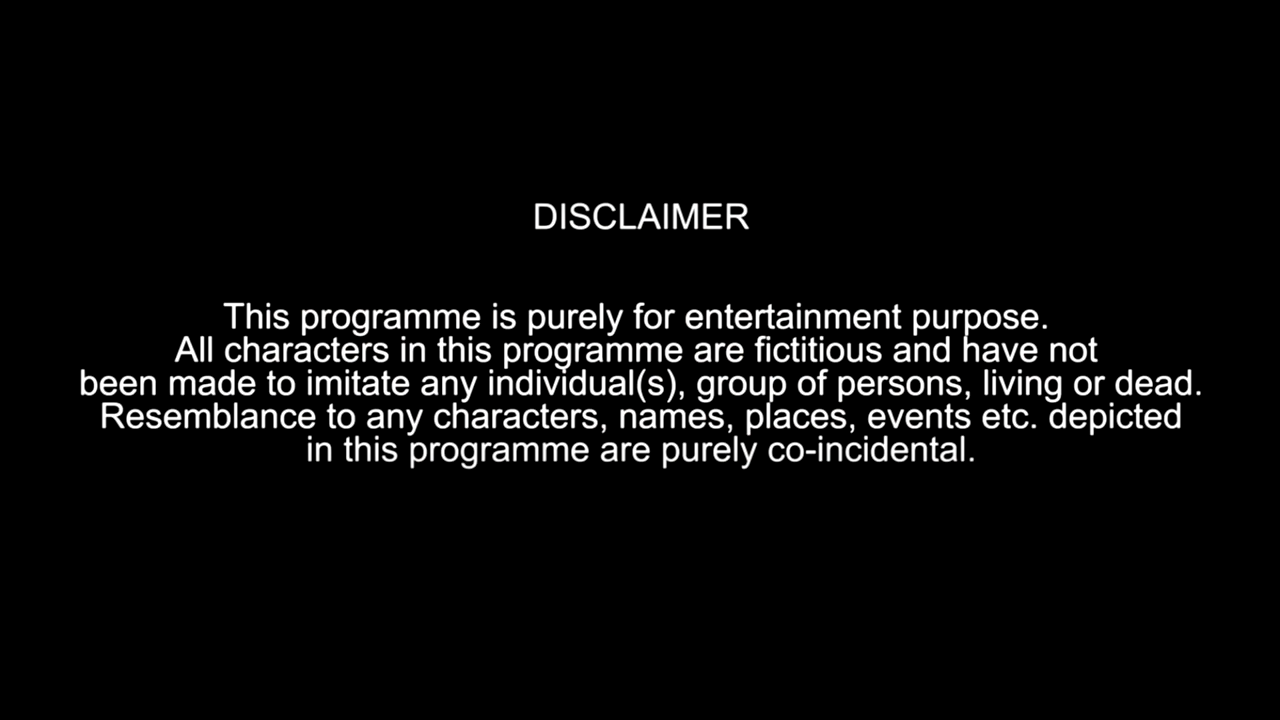 DISCLAIMER
This programme is purely for entertainment purpose.
All characters in this programme are fictitious and have not
been made to imitate any individual(s), group of persons, living or dead.
Resemblance to any characters, names, places, events etc. depicted
in this programme are purely co-incidental.